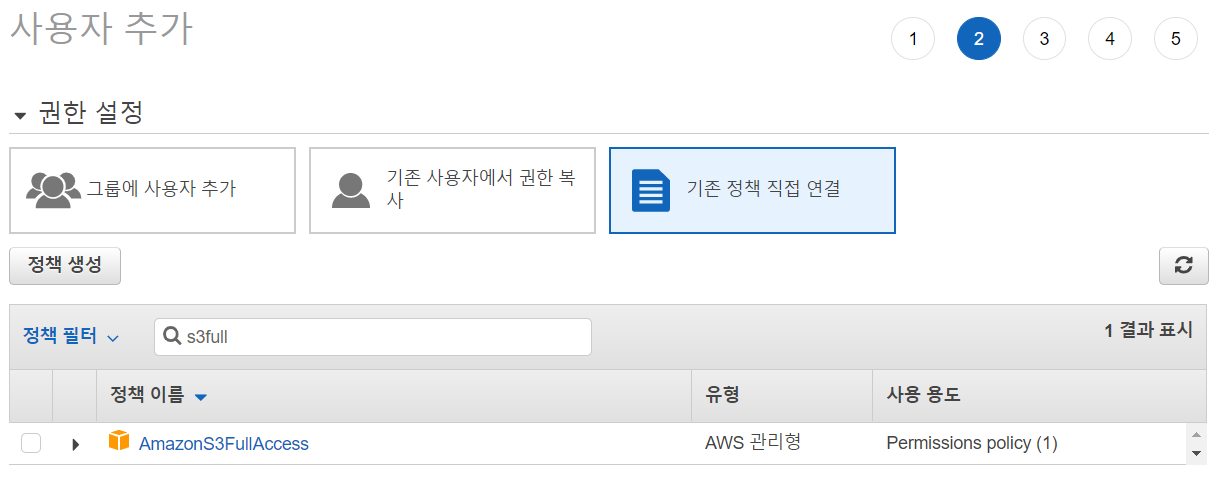 사용자 추가
1 2 3 4 5
권한 설정
그룹에 사용자 추가
기존 사용자에서 권한 복
사
기존 정책 직접 연결
정책 생성
정책 필터 s3full 1 결과 표시
정책 이름 유형 사용 용도
AmazonS3FullAccess AWS 관리형 Permissions policy (1)